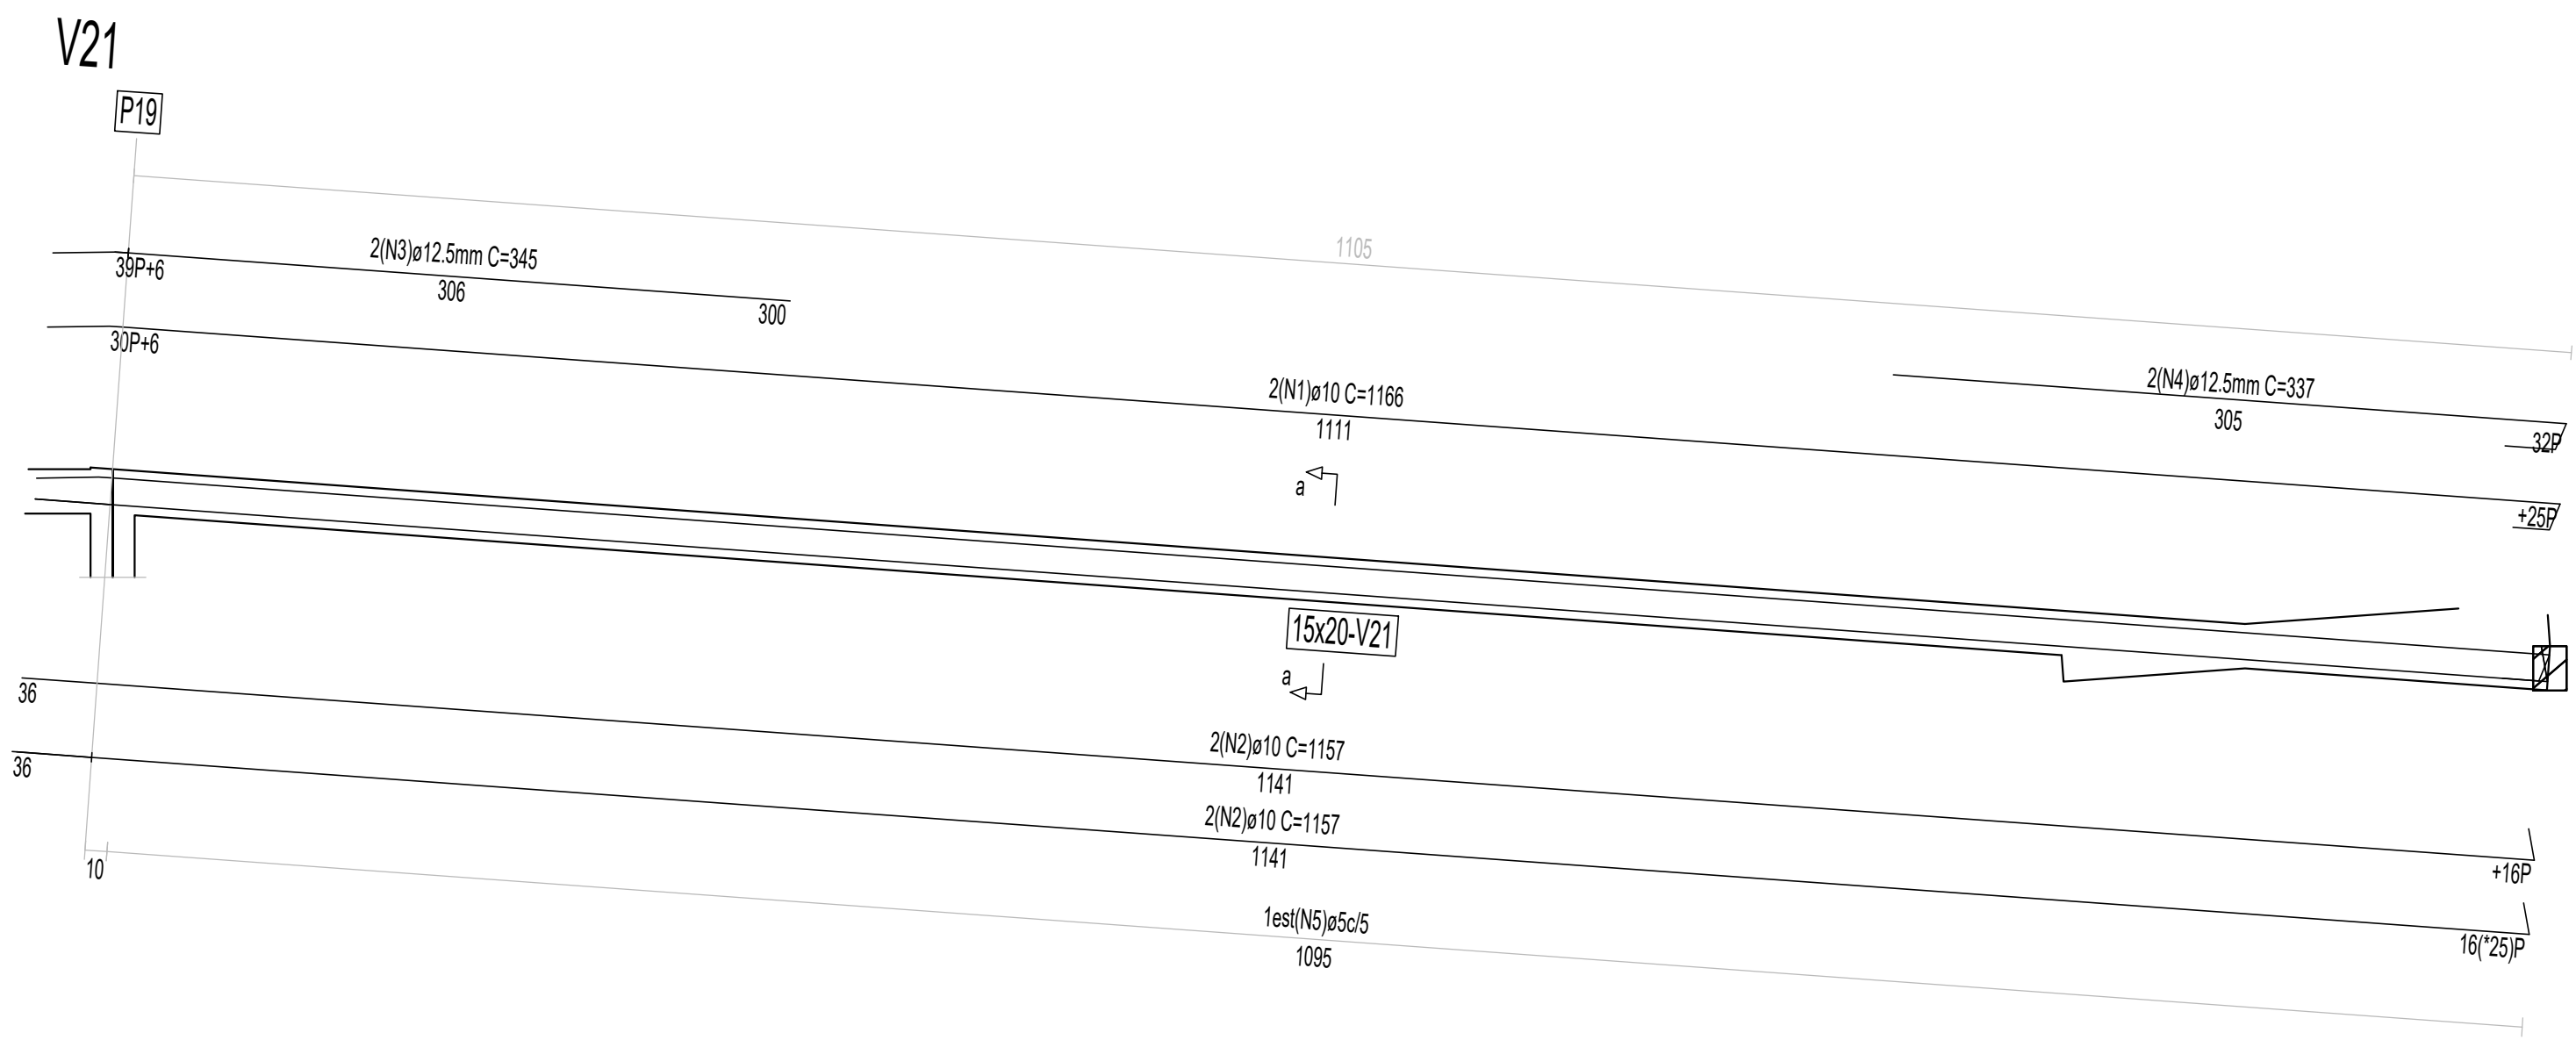 V21
P19
1105
2(N3)ø12.5mm C=345
39P+6
306
300
30P+6
2(N4)ø12.5mm C=337
305
32P
2(N1)ø10 C=1166
1111
+25P
a
15x20-V21
a
36
2(N2)ø10 C=1157
1141
+16P
36
2(N2)ø10 C=1157
1141
16(*25)P
10
1est(N5)ø5c/5
1095